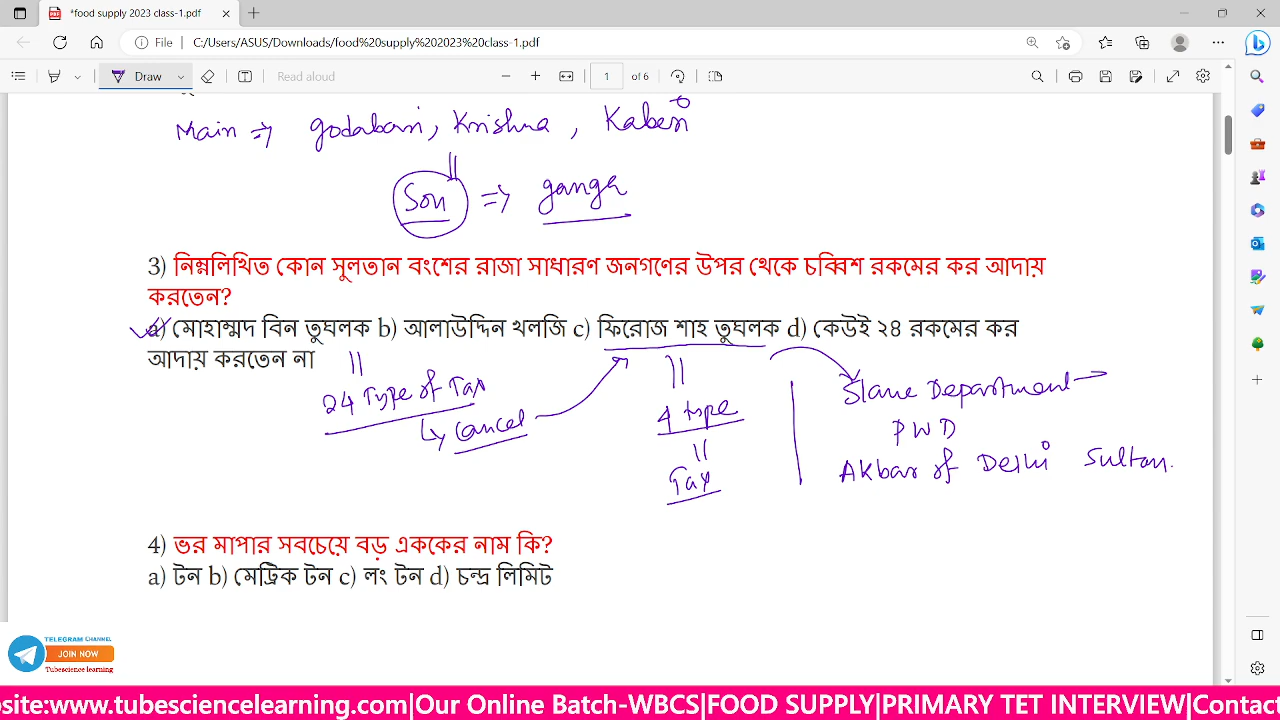 *food supply 2023 class-1.pdf
File
C:/Users/ASUS/Downloads/food%20supply%202023%20class-1.pdf
Draw
Read aloud
1 of 6
Main => godabari, Krishna, Kaberi
Son => ganga
3) নিম্নলিখিত কোন সুলতান বংশের রাজা সাধারণ জনগণের উপর থেকে চব্বিশ রকমের কর আদায়
করতেন?
a) মোহাম্মদ বিন তুঘলক b) আলাউদ্দিন খলজি c) ফিরোজ শাহ তুঘলক d) কেউই ২৪ রকমের কর
আদায় করতেন না
24 Type of Tax
Cancel
4 type
Tax
Slave Department
PWD
Akbar of Delhi Sultan.
4) ভর মাপার সবচেয়ে বড় এককের নাম কি?
a) টন b) মেট্রিক টন c) লং টন d) চন্দ্র লিমিট
TELEGRAM CHANNEL
JOIN NOW
Tubescience learning
site:www.tubesciencelearning.com|Our Online Batch-WBCS|FOOD SUPPLY|PRIMARY TET INTERVIEW|Contact